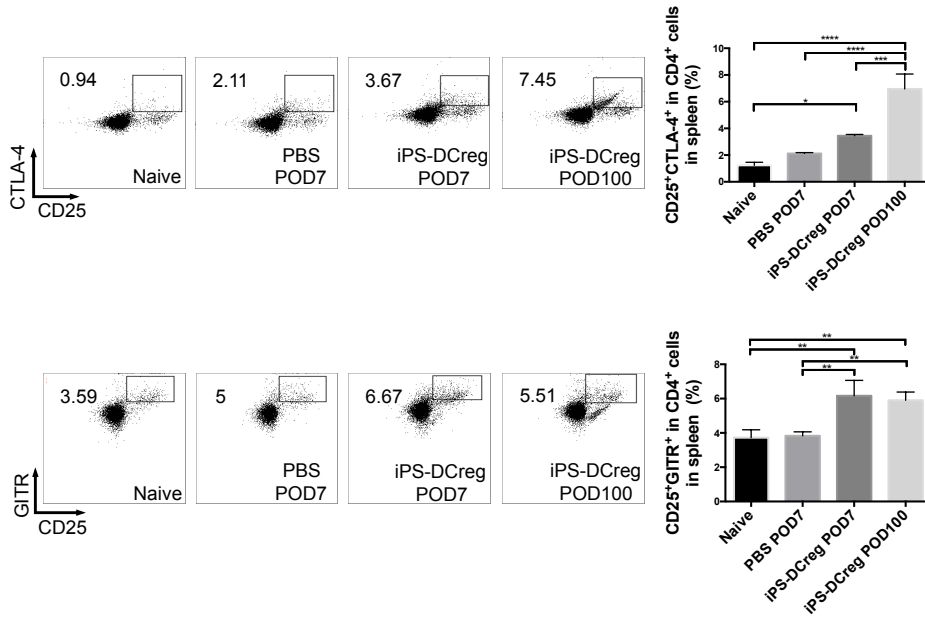 0.94
CTLA-4
CD25
Naive
2.11
PBS
POD7
3.67
iPS-DCreg
POD7
7.45
iPS-DCreg
POD100
CD25⁺CTLA-4⁺ in CD4⁺ cells
in spleen (%)
10
8
6
4
2
0
****
****
***
*
Naive
PBS POD7
iPS-DCreg POD7
iPS-DCreg POD100
3.59
GITR
CD25
Naive
5
PBS
POD7
6.67
iPS-DCreg
POD7
5.51
iPS-DCreg
POD100
CD25⁺GITR⁺ in CD4⁺ cells
in spleen (%)
8
6
4
2
0
**
**
**
**
Naive
PBS POD7
iPS-DCreg POD7
iPS-DCreg POD100